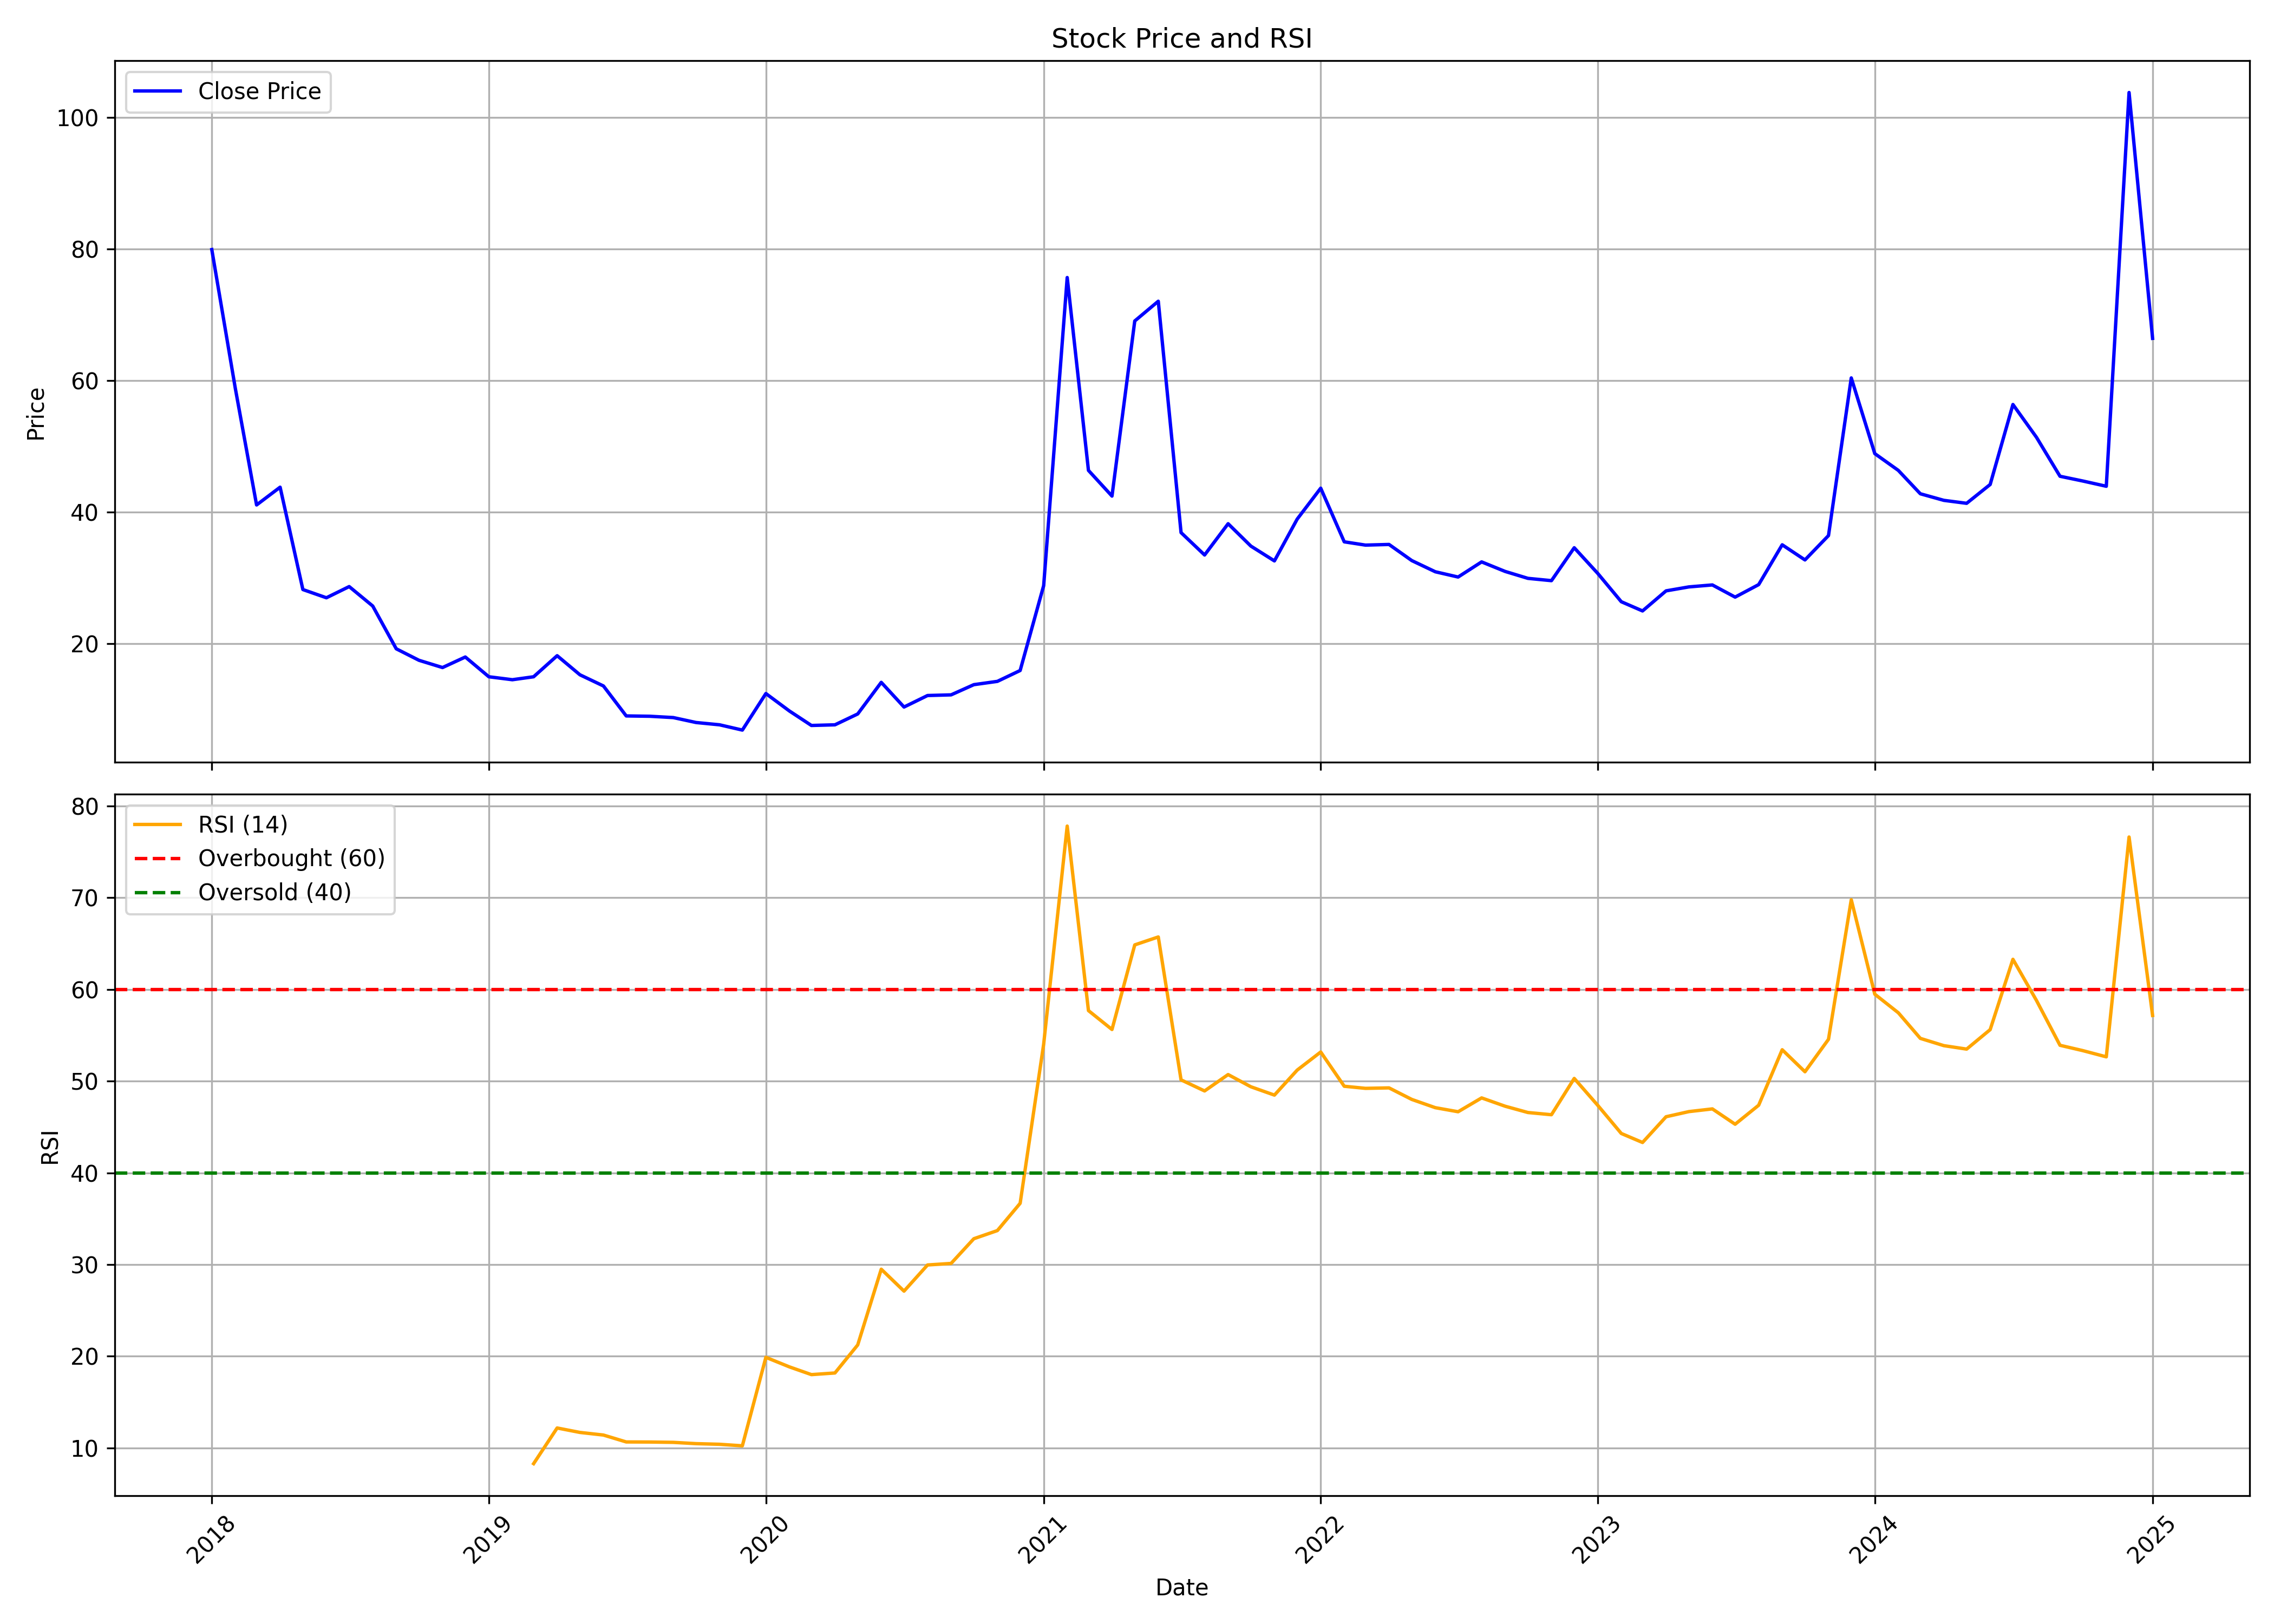 Stock Price and RSI
Close Price
100
80
60
40
20
Price
80
70
60
50
40
30
20
10
RSI
RSI (14)
Overbought (60)
Oversold (40)
2018
2019
2020
2021
2022
2023
2024
2025
Date